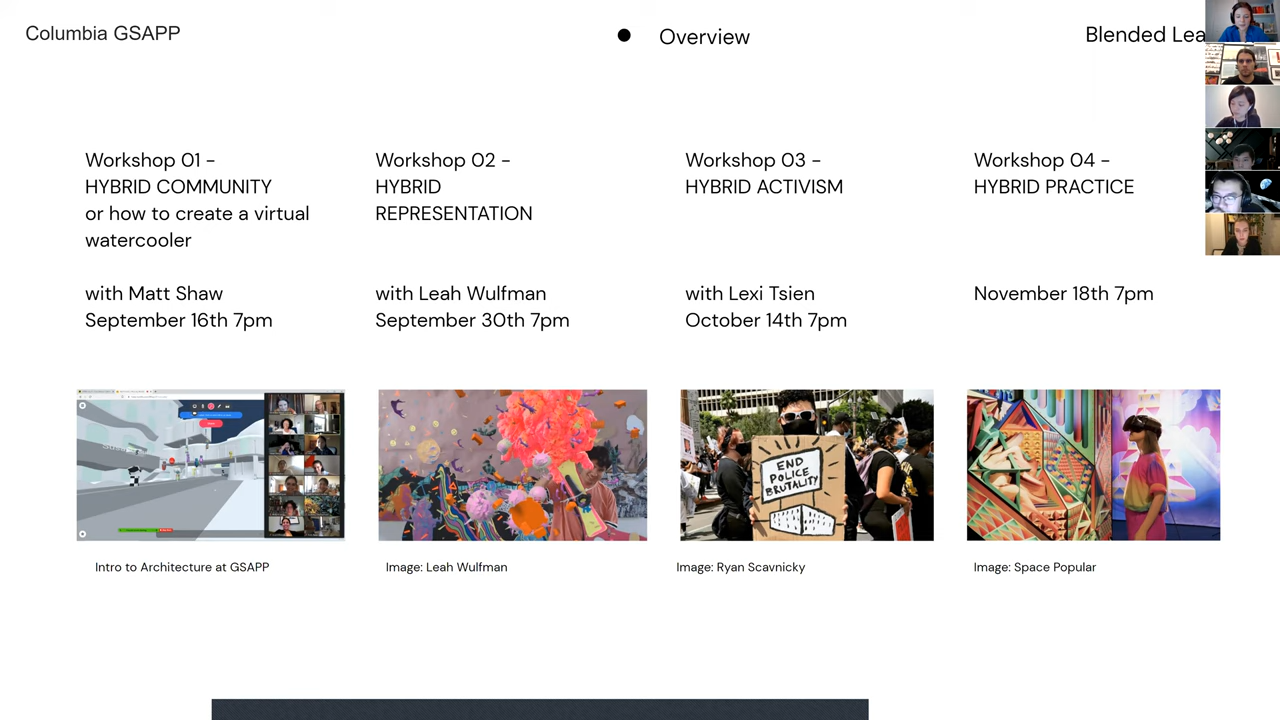 Columbia GSAPP
Overview
Blended Lea
Workshop 01 -
HYBRID COMMUNITY
or how to create a virtual
watercooler
with Matt Shaw
September 16th 7pm
Workshop 02 -
HYBRID
REPRESENTATION
with Leah Wulfman
September 30th 7pm
Workshop 03 -
HYBRID ACTIVISM
with Lexi Tsien
October 14th 7pm
Workshop 04 -
HYBRID PRACTICE
November 18th 7pm
END
POLICE
BRUTALITY
Intro to Architecture at GSAPP
Image: Leah Wulfman
Image: Ryan Scavnicky
Image: Space Popular